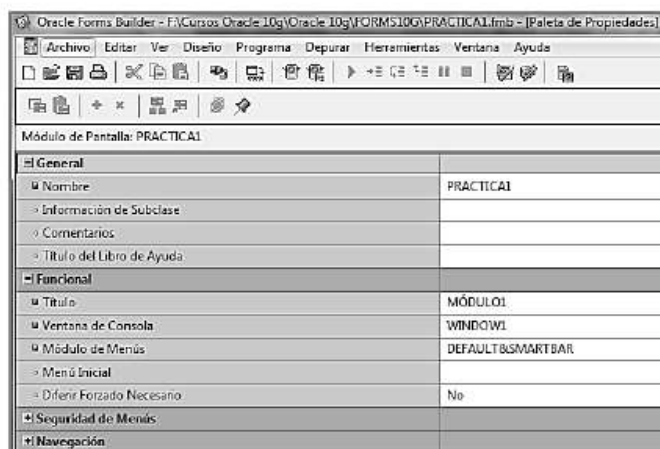 Oracle Forms Builder - F:\Cursos Oracle 10g\Oracle 10g\FORMS10G\PRACTICA1.fmb - [Paleta de Propiedades]
Archivo Editar Ver Diseño Programa Depurar Herramientas Ventana Ayuda
Módulo de Pantalla: PRACTICA1
General
Nombre PRACTICA1
Información de Subclase
Comentarios
Título del Libro de Ayuda
Funcional
Título MÓDULO1
Ventana de Consola WINDOW1
Módulo de Menús DEFAULT&SMARTBAR
Menú Inicial
Diferir Forzado Necesario No
Seguridad de Menús
Navegación